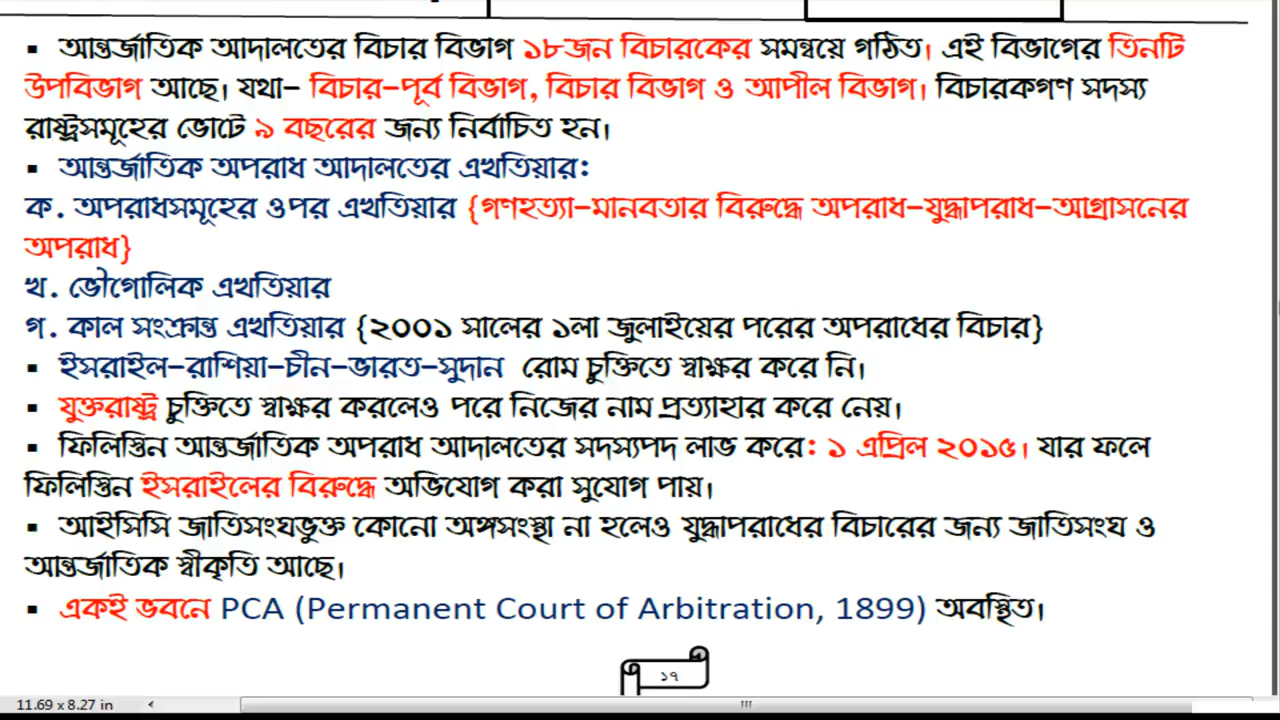 ▪ আন্তর্জাতিক আদালতের বিচার বিভাগ ১৮জন বিচারকের সমন্বয়ে গঠিত। এই বিভাগের তিনটি
উপবিভাগ আছে। যথা- বিচার-পূর্ব বিভাগ, বিচার বিভাগ ও আপীল বিভাগ। বিচারকগণ সদস্য
রাষ্ট্রসমূহের ভোটে ৯ বছরের জন্য নির্বাচিত হন।
▪ আন্তর্জাতিক অপরাধ আদালতের এখতিয়ার:
ক. অপরাধসমূহের ওপর এখতিয়ার {গণহত্যা-মানবতার বিরুদ্ধে অপরাধ-যুদ্ধাপরাধ-আগ্রাসনের
অপরাধ}
খ. ভৌগোলিক এখতিয়ার
গ. কাল সংক্রান্ত এখতিয়ার {২০০১ সালের ১লা জুলাইয়ের পরের অপরাধের বিচার}
▪ ইসরাইল-রাশিয়া-চীন-ভারত-সুদান রোম চুক্তিতে স্বাক্ষর করে নি।
▪ যুক্তরাষ্ট্র চুক্তিতে স্বাক্ষর করলেও পরে নিজের নাম প্রত্যাহার করে নেয়।
▪ ফিলিস্তিন আন্তর্জাতিক অপরাধ আদালতের সদস্যপদ লাভ করে: ১ এপ্রিল ২০১৫। যার ফলে
ফিলিস্তিন ইসরাইলের বিরুদ্ধে অভিযোগ করা সুযোগ পায়।
▪ আইসিসি জাতিসংঘভুক্ত কোনো অঙ্গসংস্থা না হলেও যুদ্ধাপরাধের বিচারের জন্য জাতিসংঘ ও
আন্তর্জাতিক স্বীকৃতি আছে।
▪ একই ভবনে PCA (Permanent Court of Arbitration, 1899) অবস্থিত।
১৭
11.69 x 8.27 in